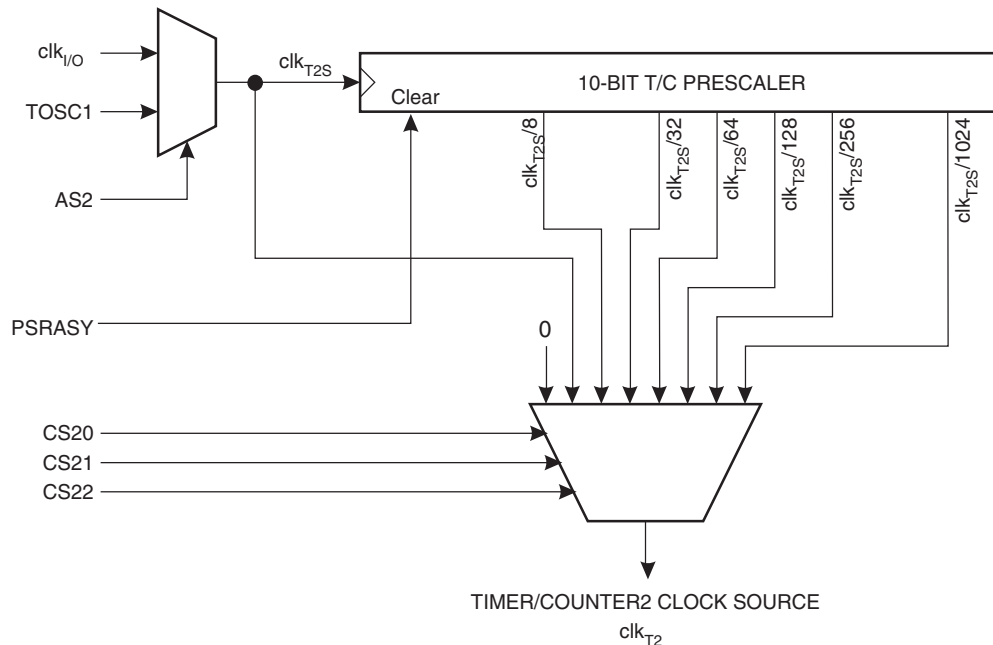 clkI/O
TOSC1
AS2
PSRASY
clkT2S
10-BIT T/C PRESCALER
Clear
clkT2S/8
clkT2S/32
clkT2S/64
clkT2S/128
clkT2S/256
clkT2S/1024
0
CS20
CS21
CS22
TIMER/COUNTER2 CLOCK SOURCE
clkT2